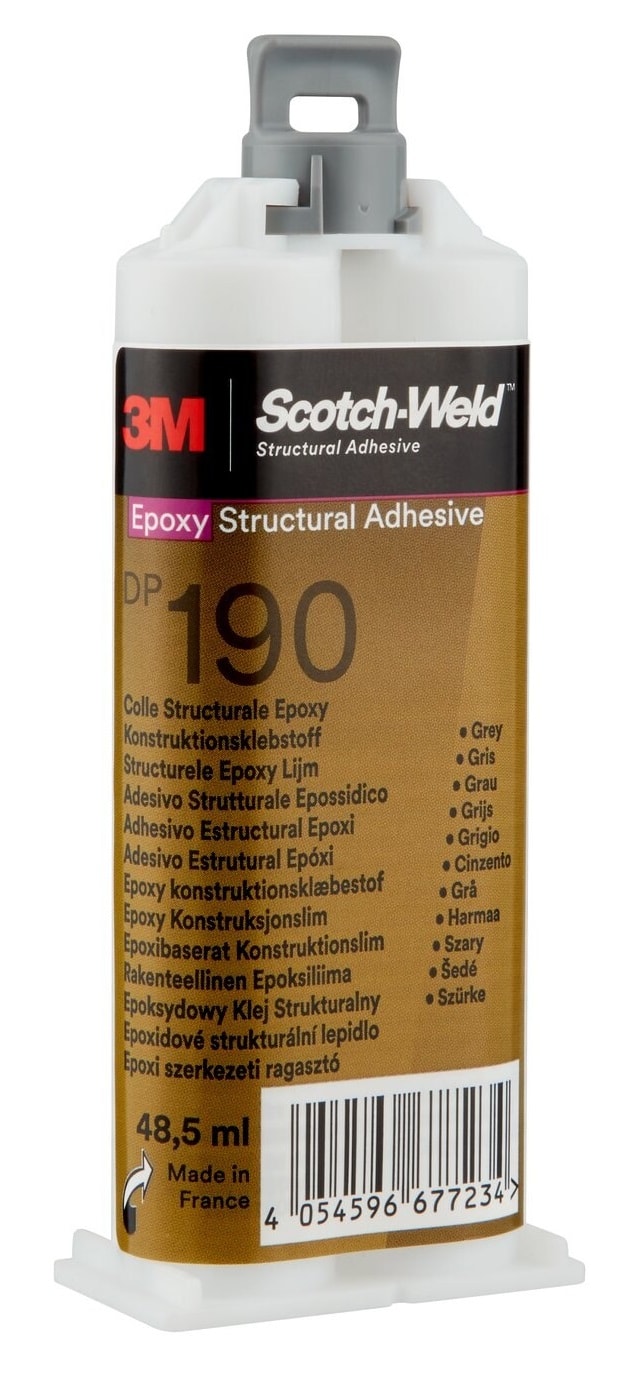 3M Scotch-Weld™
Structural Adhesive
Epoxy Structural Adhesive
DP190
Colle Structurale Epoxy
Konstruktionsklebstoff
Structurele Epoxy Lijm
Adesivo Strutturale Epossidico
Adhesivo Estructural Epoxi
Adesivo Estrutural Epóxi
Epoxy konstruktionsklæbestof
Epoxy Konstruksjonslim
Epoxibaserat Konstruktionslim
Rakenteellinen Epoksiliima
Epoksydowy Klej Strukturalny
Epoxidové strukturální lepidlo
Epoxi szerkezeti ragasztó
• Grey
• Gris
• Grau
• Grijs
• Grigio
• Cinzento
• Grå
• Harmaa
• Szary
• Šedé
• Szürke
48,5 ml
Made in
France
4 054596 677234 >